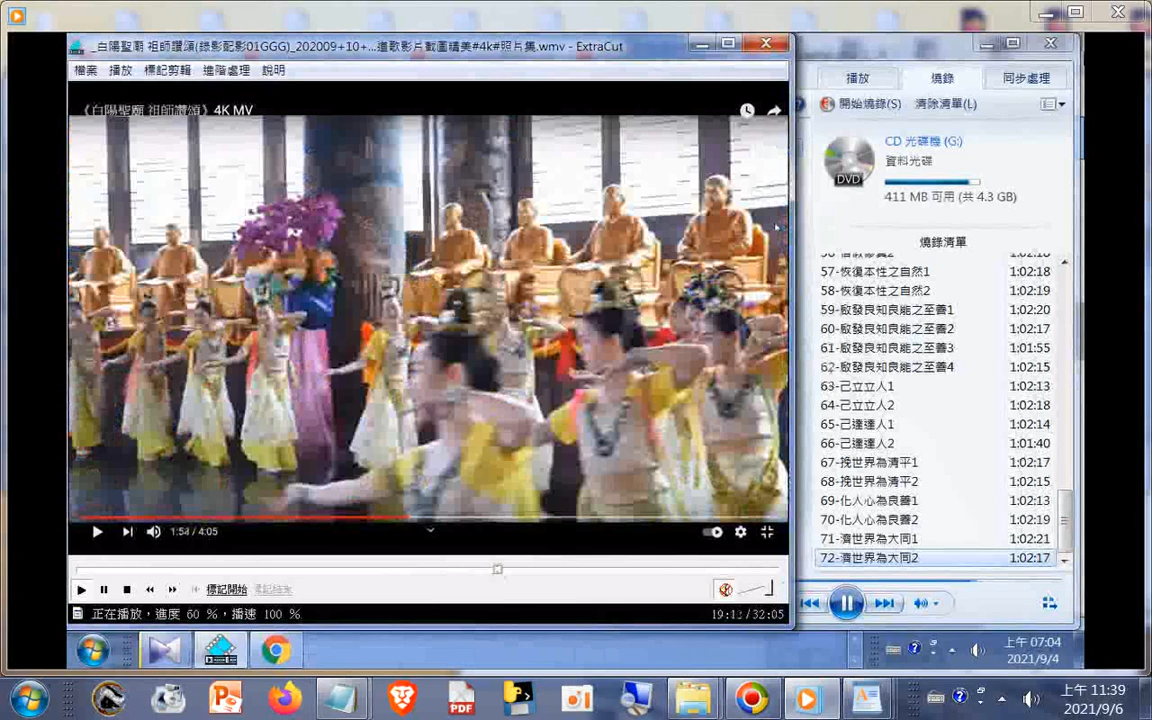 _白陽聖廟 祖師讚頌(錄影配影01GGG)_202009+10+...道歌影片截圖精美#4k#照片集.wmv - ExtraCut
檔案 播放 標記剪輯 進階處理 說明
《白陽聖廟 祖師讚頌》4K MV
1:54 / 4:05
標記開始 標記結束
正在播放，進度 60 %，播速 100 %
/ 32:05
播放 燒錄 同步處理
開始燒錄(S) 清除清單(L)
CD 光碟機 (G:)
資料光碟
DVD
411 MB 可用 (共 4.3 GB)
燒錄清單
57-恢復本性之自然1 1:02:18
58-恢復本性之自然2 1:02:19
59-啟發良知良能之至善1 1:02:20
60-啟發良知良能之至善2 1:02:17
61-啟發良知良能之至善3 1:01:55
62-啟發良知良能之至善4 1:02:15
63-己立立人1 1:02:13
64-己立立人2 1:02:18
65-己達達人1 1:02:14
66-己達達人2 1:01:40
67-挽世界為清平1 1:02:17
68-挽世界為清平2 1:02:15
69-化人心為良善1 1:02:13
70-化人心為良善2 1:02:19
71-濟世界為大同1 1:02:21
72-濟世界為大同2 1:02:17
上午 07:04
2021/9/4
PDF
上午 11:39
2021/9/6